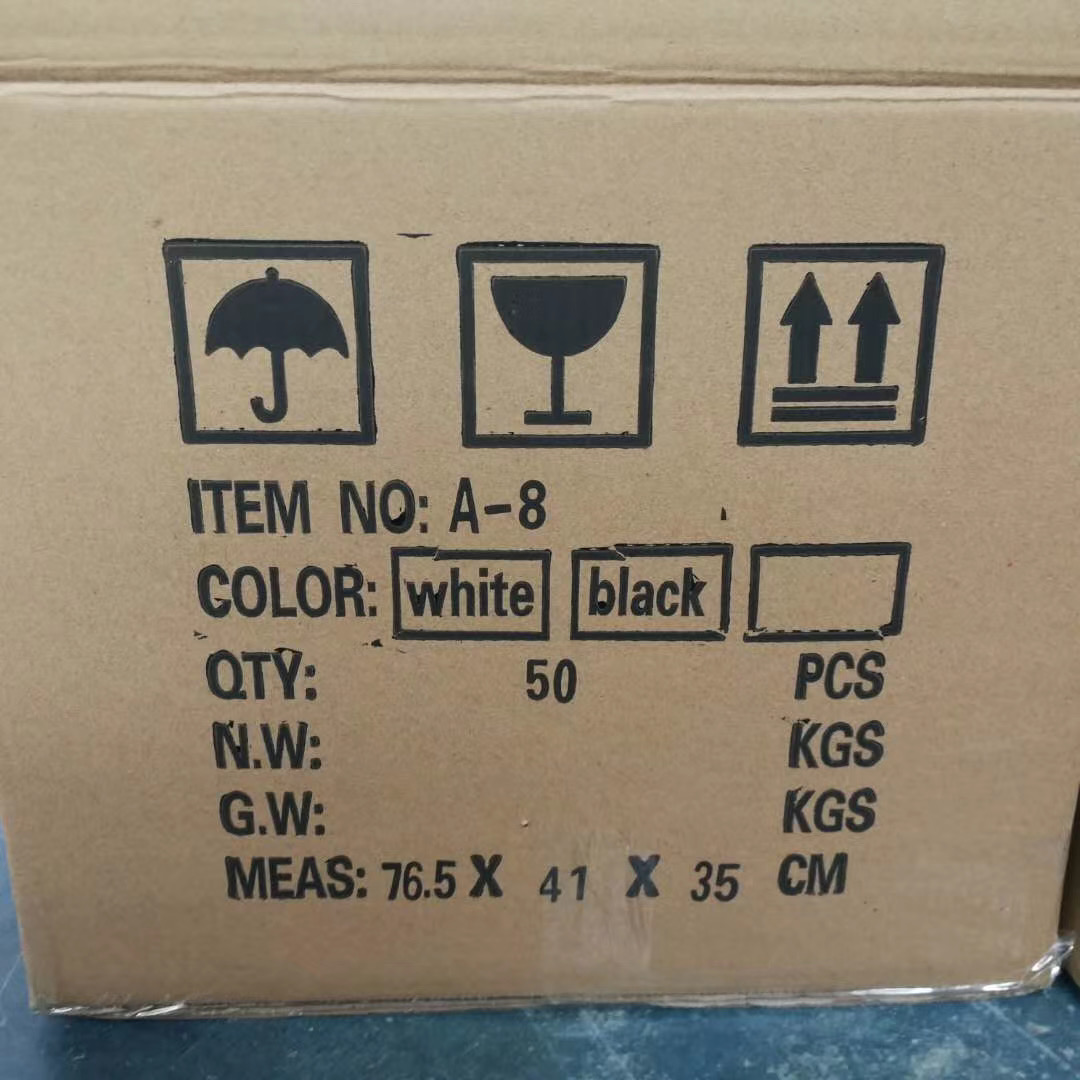 ITEM NO: A-8
COLOR: white black
QTY: 50 PCS
N.W: KGS
G.W: KGS
MEAS: 76.5 X 41 X 35 CM